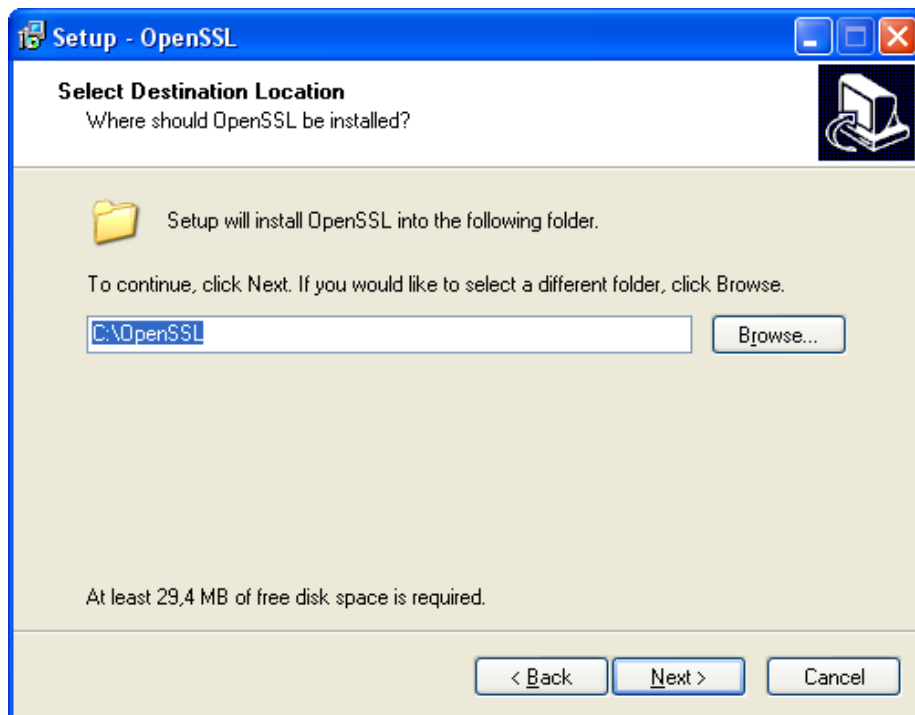 Setup - OpenSSL
Select Destination Location
Where should OpenSSL be installed?
Setup will install OpenSSL into the following folder.
To continue, click Next. If you would like to select a different folder, click Browse.
C:\OpenSSL
Browse...
At least 29,4 MB of free disk space is required.
< Back
Next >
Cancel